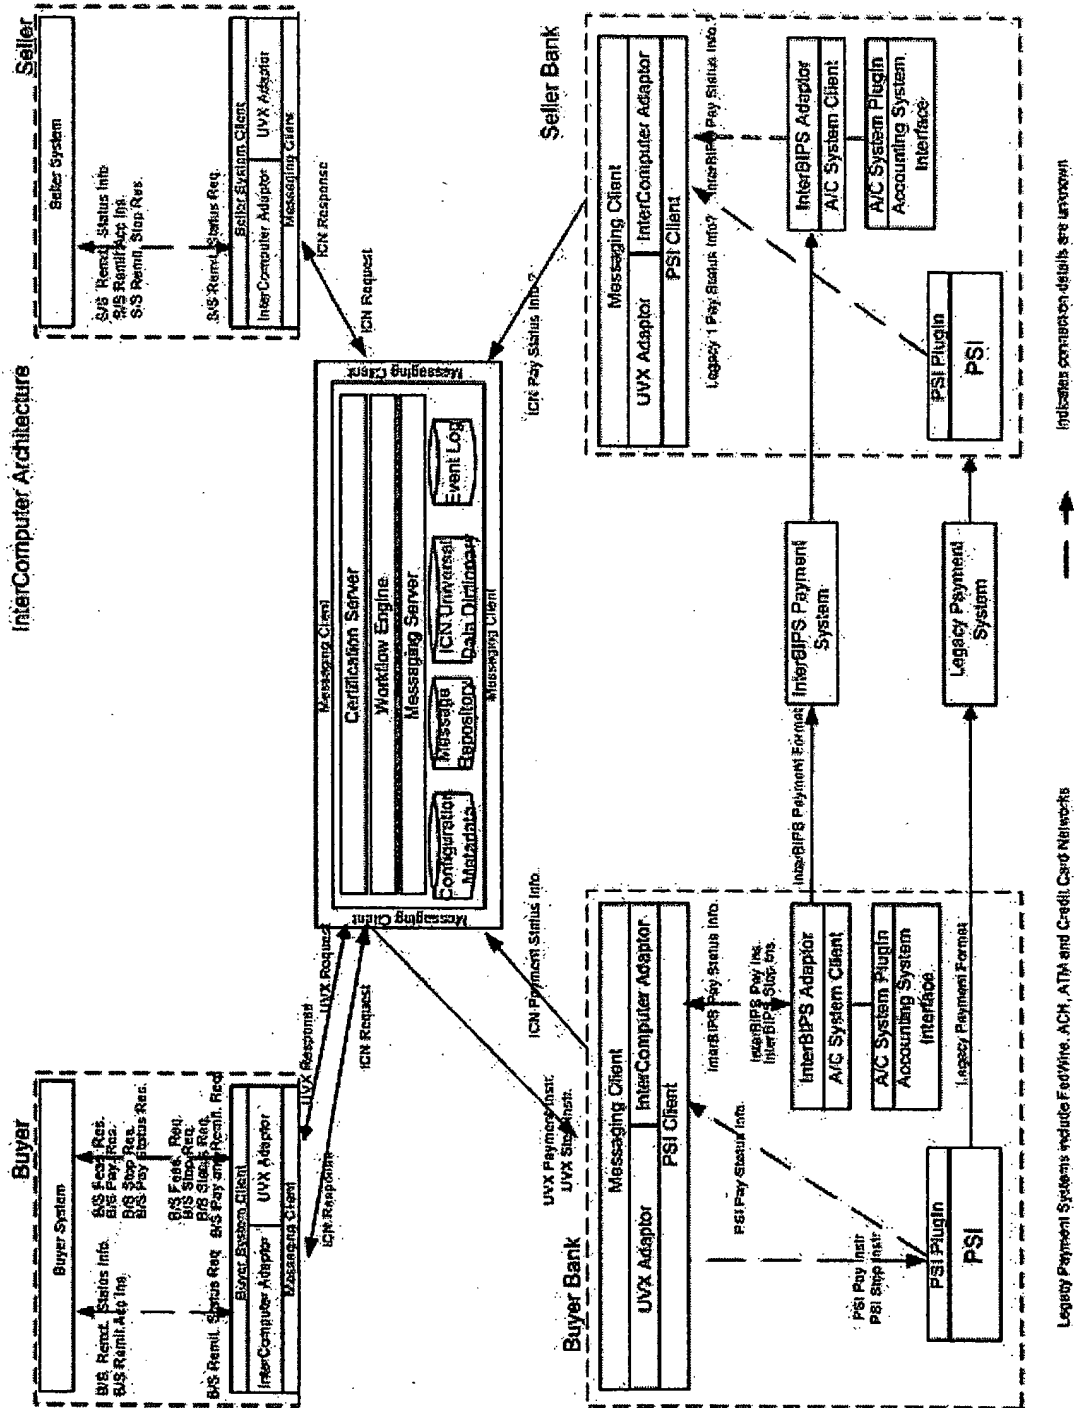 InterComputer Architecture
Buyer
Buyer System
B/S Remit. Status Info.
B/S Remit.App Ins.
B/S Feas. Res.
B/S Pay. Res.
B/S Stop Res.
B/S Pay Status Res.
B/S Remit. Status Req
B/S Feas. Req.
B/S Stop Req.
B/S Status Req.
B/S Pay and Remit. Req
Buyer System Client
InterComputer Adaptor
UVX Adaptor
Messaging Client
UVX Response
UVX Request
ICN Response
ICN Request
Seller
Seller System
S/S Remit. Status Info
S/S Remit.App Ins.
S/S Remit. Stop Res.
S/S Remit. Status Req.
Seller System Client
InterComputer Adaptor
UVX Adaptor
Messaging Client
ICN Response
ICN Request
Messaging Client
Messaging Client
Certification Server
Workflow Engine
Messaging Server
Configuration
Metadata
Message
Repository
ICN Universal
Data Dictionary
Event Log
Messaging Client
Messaging Client
UVX Payment Instr.
UVX Stop Instr.
ICN Payment Status Info.
ICN Pay Status Info?
Buyer Bank
Messaging Client
UVX Adaptor
InterComputer Adaptor
PSI Client
PSI Pay Status Info.
InterBIPS Pay Status Info.
InterBIPS Pay Ins.
InterBIPS Stop Ins.
PSI Pay Instr
PSI Stop Instr
InterBIPS Adaptor
A/C System Client
A/C System Plugin
Accounting System
Interface
PSI Plugin
PSI
InterBIPS Payment Format
Legacy Payment Format
InterBIPS Payment
System
Legacy Payment
System
Seller Bank
Messaging Client
UVX Adaptor
InterComputer Adaptor
PSI Client
Legacy 1 Pay Status Info?
InterBIPS Pay Status Info?
InterBIPS Adaptor
A/C System Client
A/C System Plugin
Accounting System
Interface
PSI Plugin
PSI
Legacy Payment Systems include FedWire, ACH, ATM and Credit Card Networks
Indicates connection details are unknown